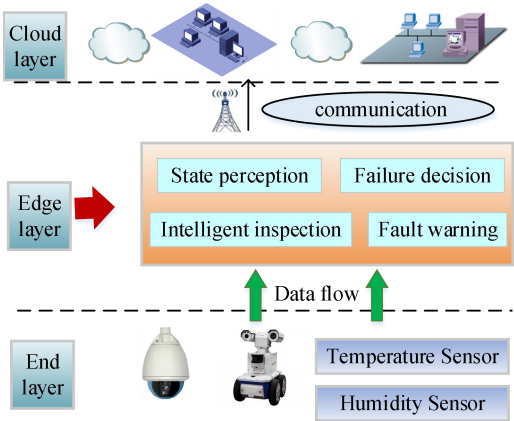 Cloud
layer
communication
State perception
Failure decision
Edge
layer
Intelligent inspection
Fault warning
Data flow
End
layer
Temperature Sensor
Humidity Sensor